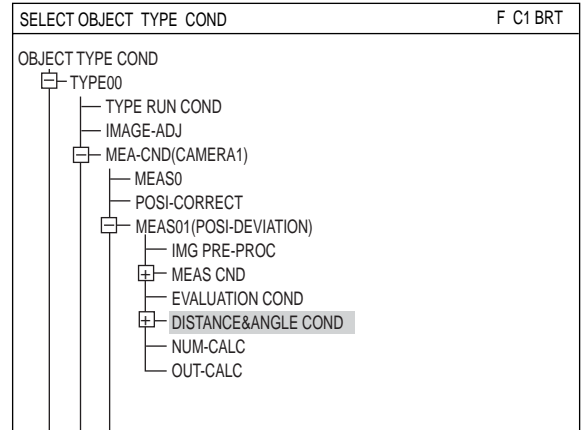 SELECT OBJECT TYPE COND F C1 BRT
OBJECT TYPE COND
TYPE00
TYPE RUN COND
IMAGE-ADJ
MEA-CND(CAMERA1)
MEAS0
POSI-CORRECT
MEAS01(POSI-DEVIATION)
IMG PRE-PROC
MEAS CND
EVALUATION COND
DISTANCE&ANGLE COND
NUM-CALC
OUT-CALC